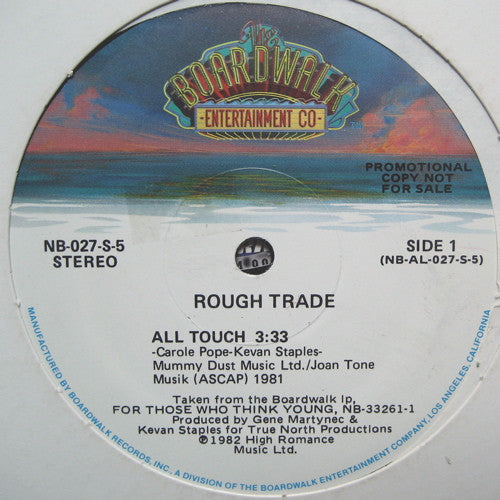 The
BOARDWALK
-ENTERTAINMENT CO-
PROMOTIONAL
COPY NOT
FOR SALE
NB-027-S-5
STEREO
SIDE 1
(NB-AL-027-S-5)
ROUGH TRADE
ALL TOUCH 3:33
-Carole Pope-Kevan Staples-
Mummy Dust Music Ltd./Joan Tone
Musik (ASCAP) 1981
Taken from the Boardwalk lp,
FOR THOSE WHO THINK YOUNG, NB-33261-1
Produced by Gene Martynec &
Kevan Staples for True North Productions
℗1982 High Romance
Music Ltd.
MANUFACTURED BY BOARDWALK RECORDS, INC., A DIVISION OF THE BOARDWALK ENTERTAINMENT COMPANY, LOS ANGELES, CALIFORNIA